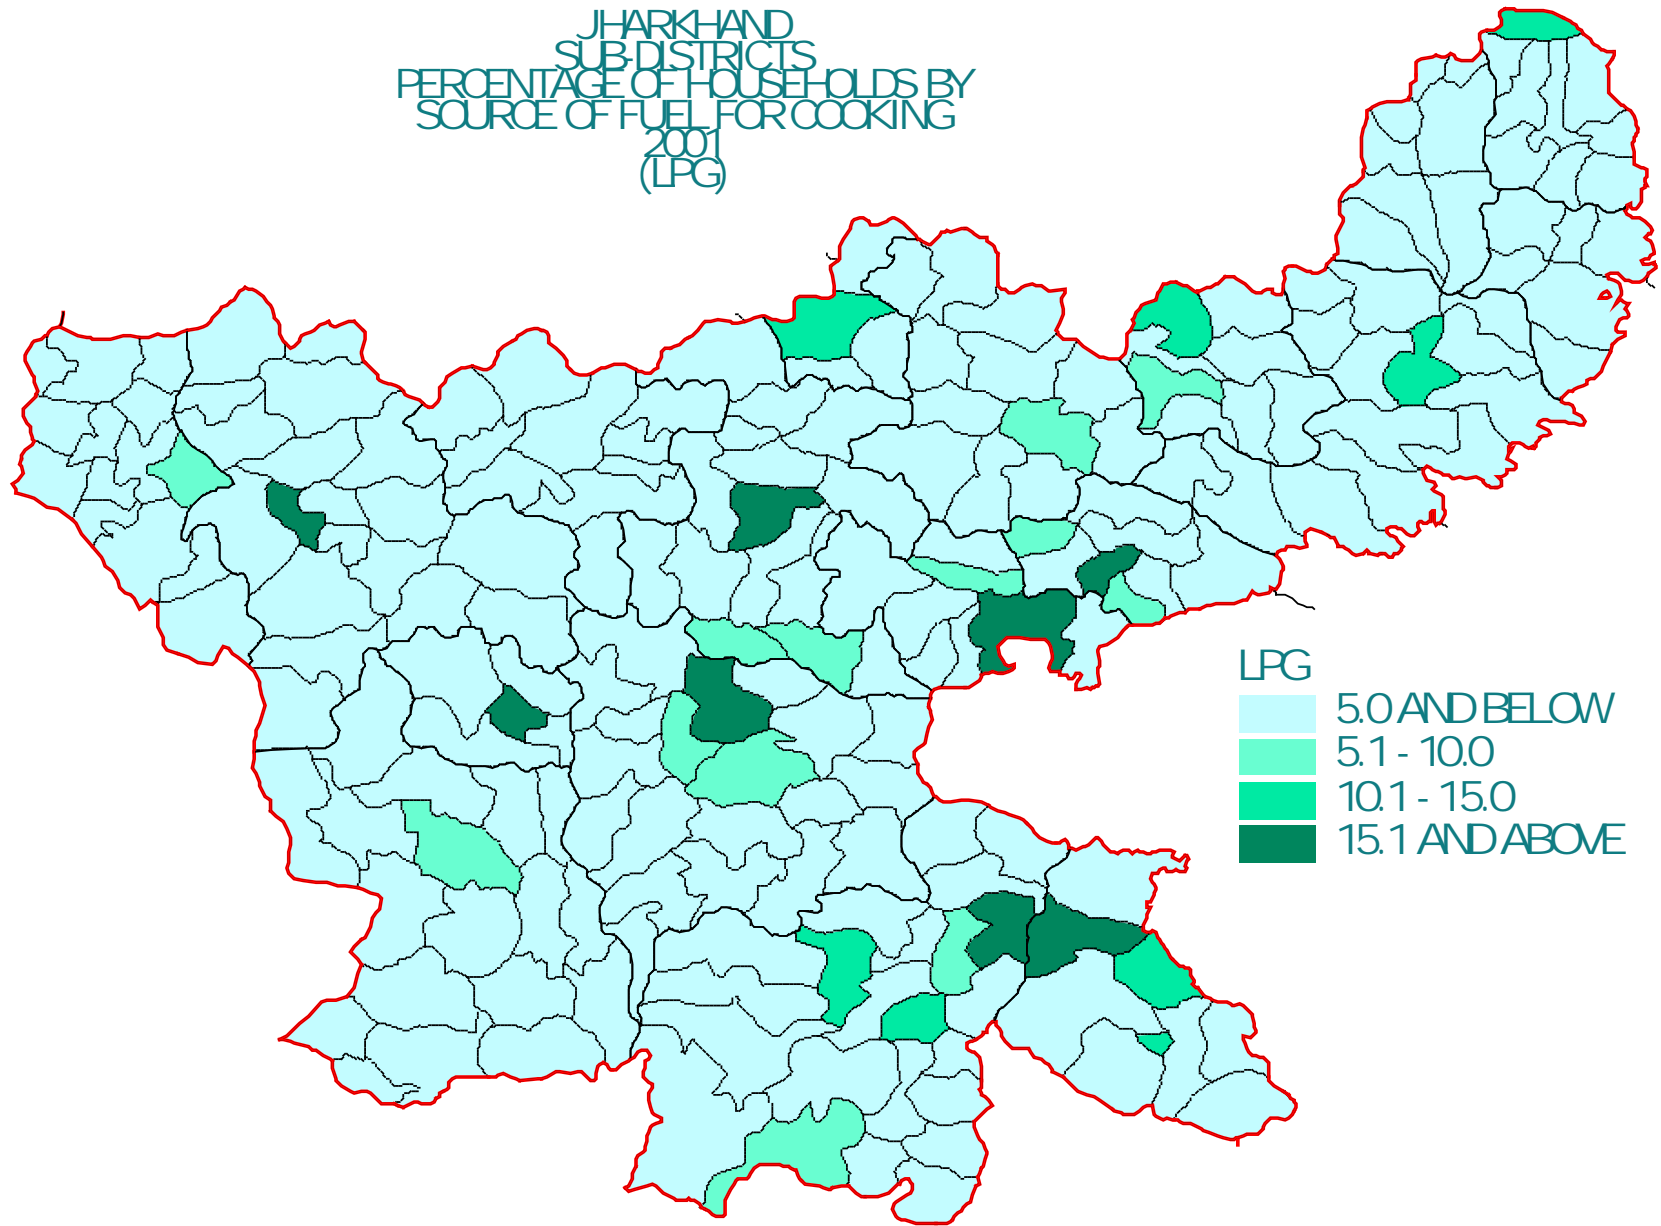 JHARKHAND
SUB-DISTRICTS
PERCENTAGE OF HOUSEHOLDS BY
SOURCE OF FUEL FOR COOKING
2001
(LPG)
LPG
5.0 AND BELOW
5.1 - 10.0
10.1 - 15.0
15.1 AND ABOVE